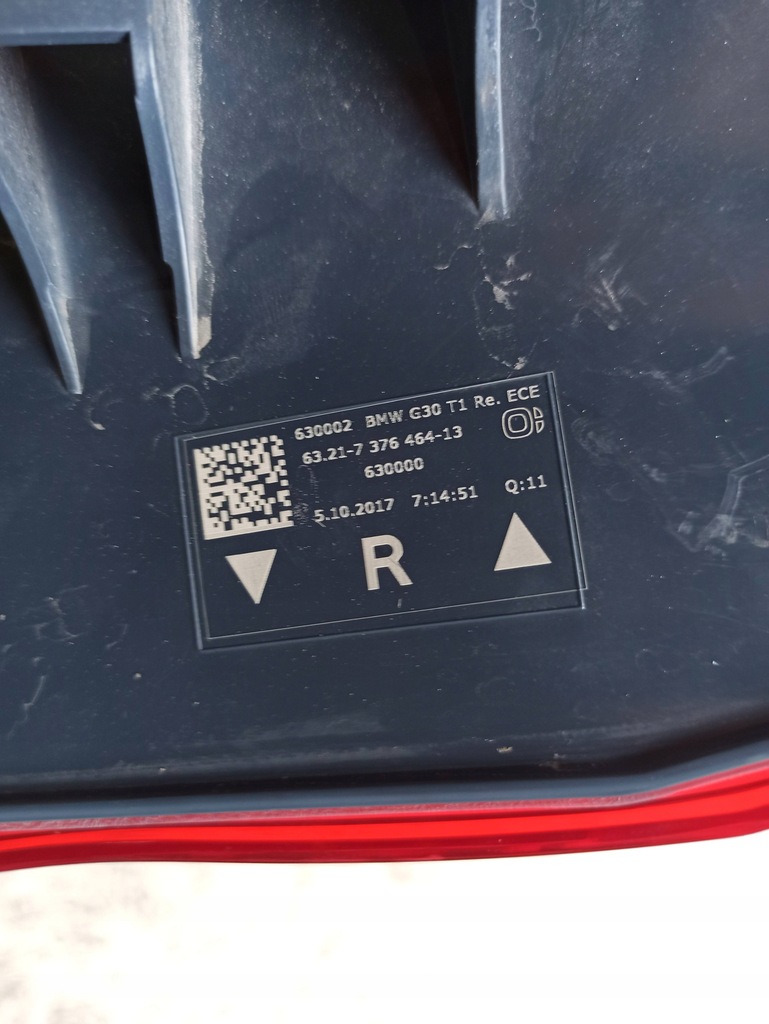 630002 BMW G30 T1 Re. ECE
63.21-7 376 464-13
630000
5.10.2017 7:14:51 Q:11
R